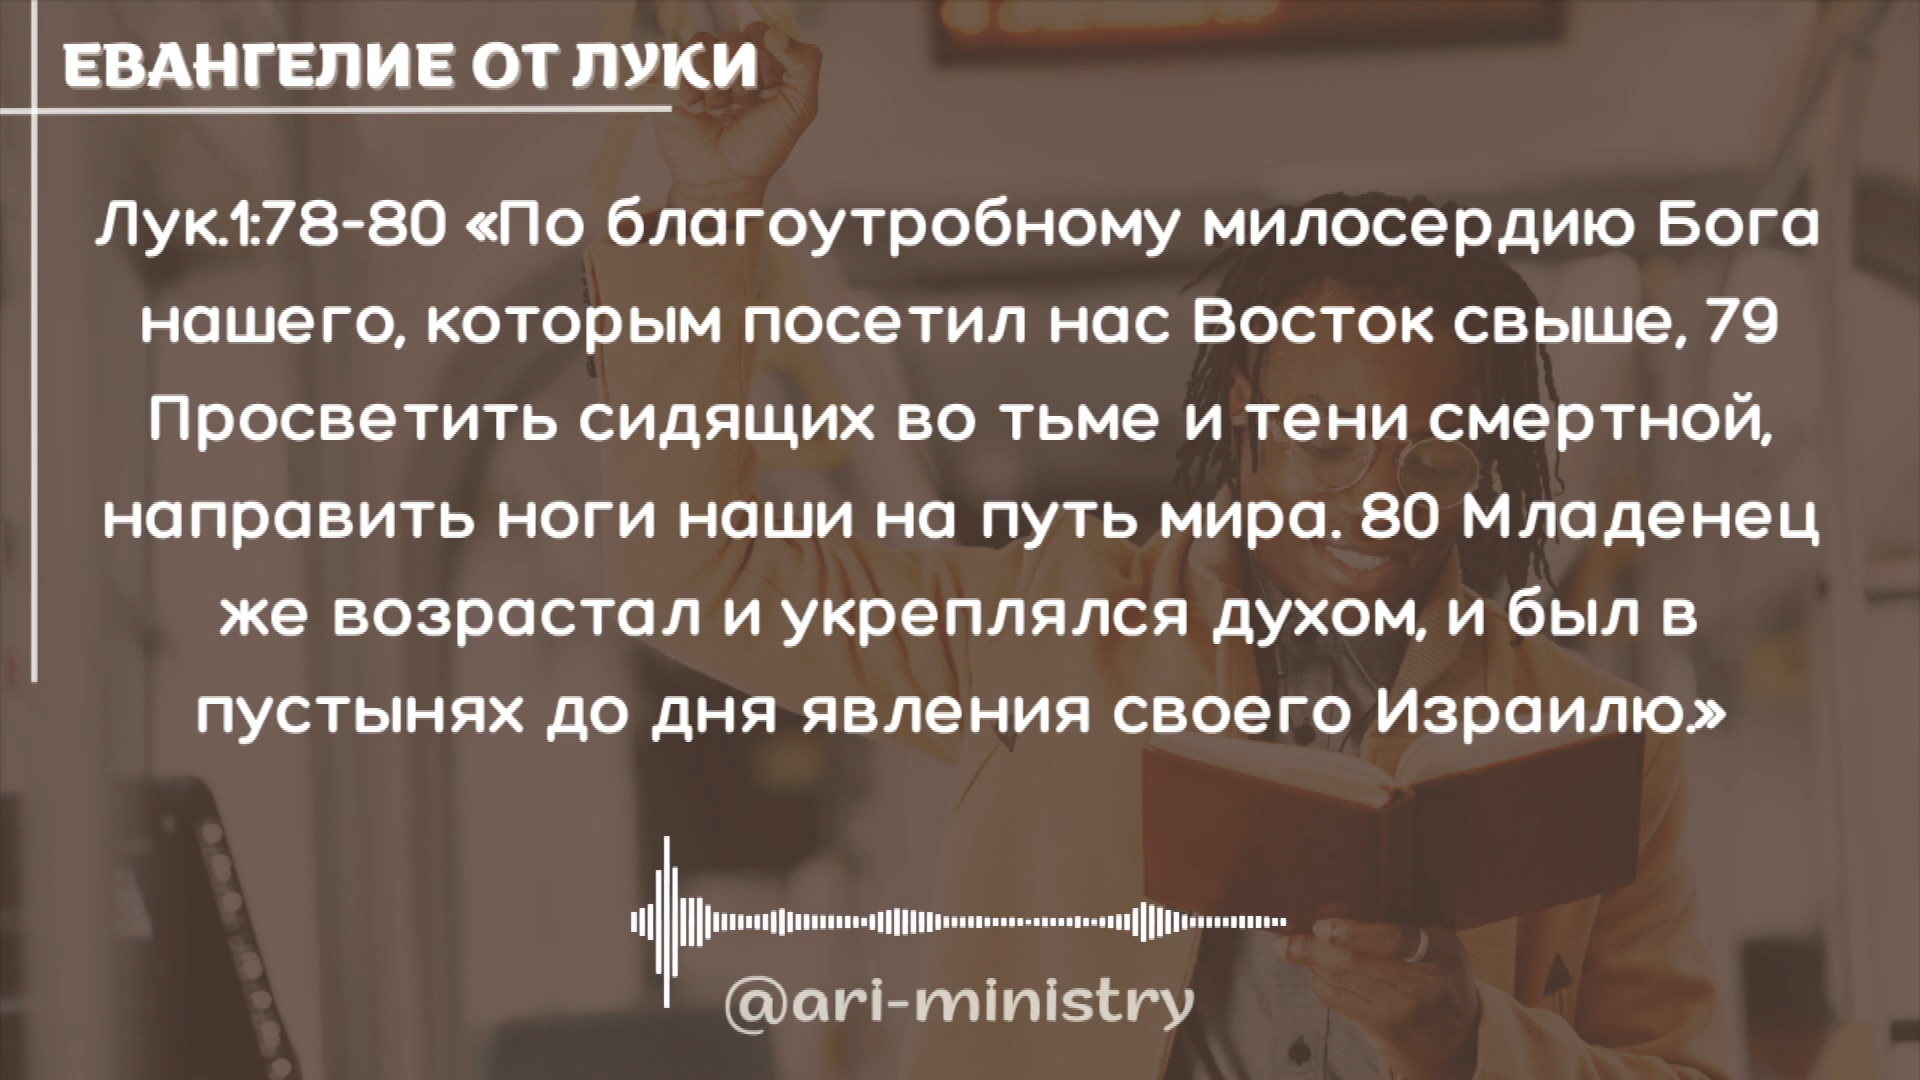 ЕВАНГЕЛИЕ ОТ ЛУКИ
Лук.1:78-80 «По благоутробному милосердию Бога
нашего, которым посетил нас Восток свыше, 79
Просветить сидящих во тьме и тени смертной,
направить ноги наши на путь мира. 80 Младенец
же возрастал и укреплялся духом, и был в
пустынях до дня явления своего Израилю.»
@ari-ministry